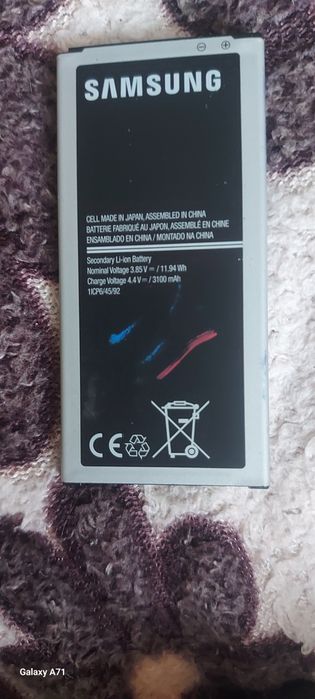 SAMSUNG
CELL MADE IN JAPAN, ASSEMBLED IN CHINA
BATTERIE FABRIQUÉ AU JAPON, ASSEMBLÉ EN CHINE
ENSAMBLADO EN CHINA / MONTADO NA CHINA
Secondary Li-ion Battery
Nominal Voltage 3.85 V⎓ / 11.94 Wh
Charge Voltage 4.4 V⎓ / 3100 mAh
1ICP6/45/92
CE
Galaxy A71